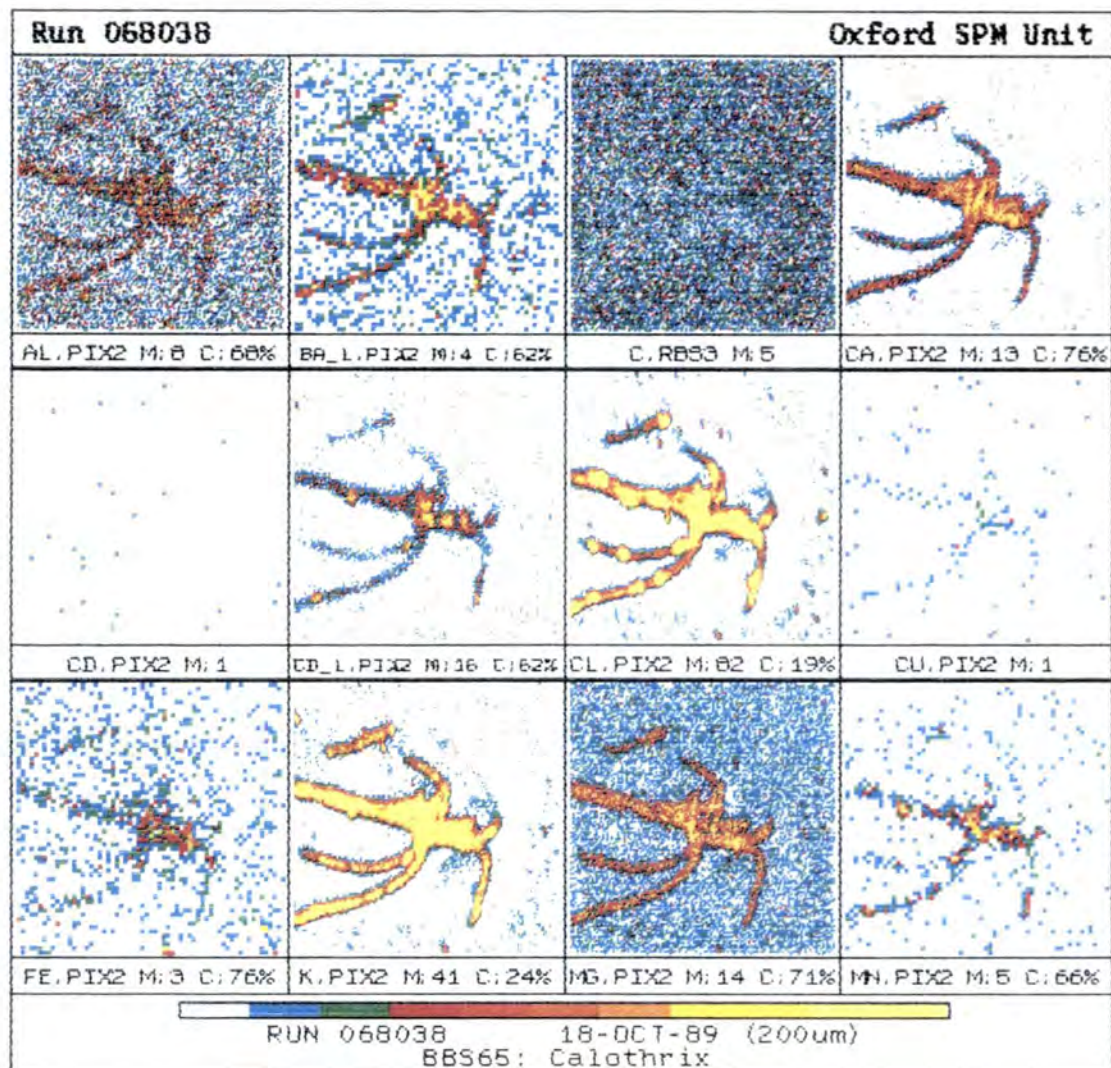 Run 068038 Oxford SPM Unit
AL.PIX2 M:8 C:68% BA_L.PIX2 M:4 C:62% C.RBS3 M:5 CA.PIX2 M:13 C:76%
CD.PIX2 M:1 CD_L.PIX2 M:16 C:62% CL.PIX2 M:82 C:19% CU.PIX2 M:1
FE.PIX2 M:3 C:76% K.PIX2 M:41 C:24% MG.PIX2 M:14 C:71% MN.PIX2 M:5 C:66%
RUN 068038 18-OCT-89 (200um)
BBS65: Calothrix